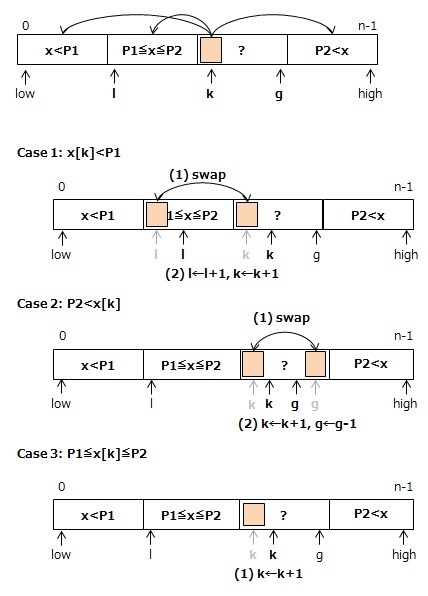 0 n-1
x<P1 P1≦x≦P2 ? P2<x
low l k g high
Case 1: x[k]<P1
(1) swap
0 n-1
x<P1 1≦x≦P2 ? P2<x
low l l k k g high
(2) l←l+1, k←k+1
Case 2: P2<x[k]
(1) swap
0 n-1
x<P1 P1≦x≦P2 ? P2<x
low l k k g g high
(2) k←k+1, g←g-1
Case 3: P1≦x[k]≦P2
0 n-1
x<P1 P1≦x≦P2 ? P2<x
low l k k g high
(1) k←k+1